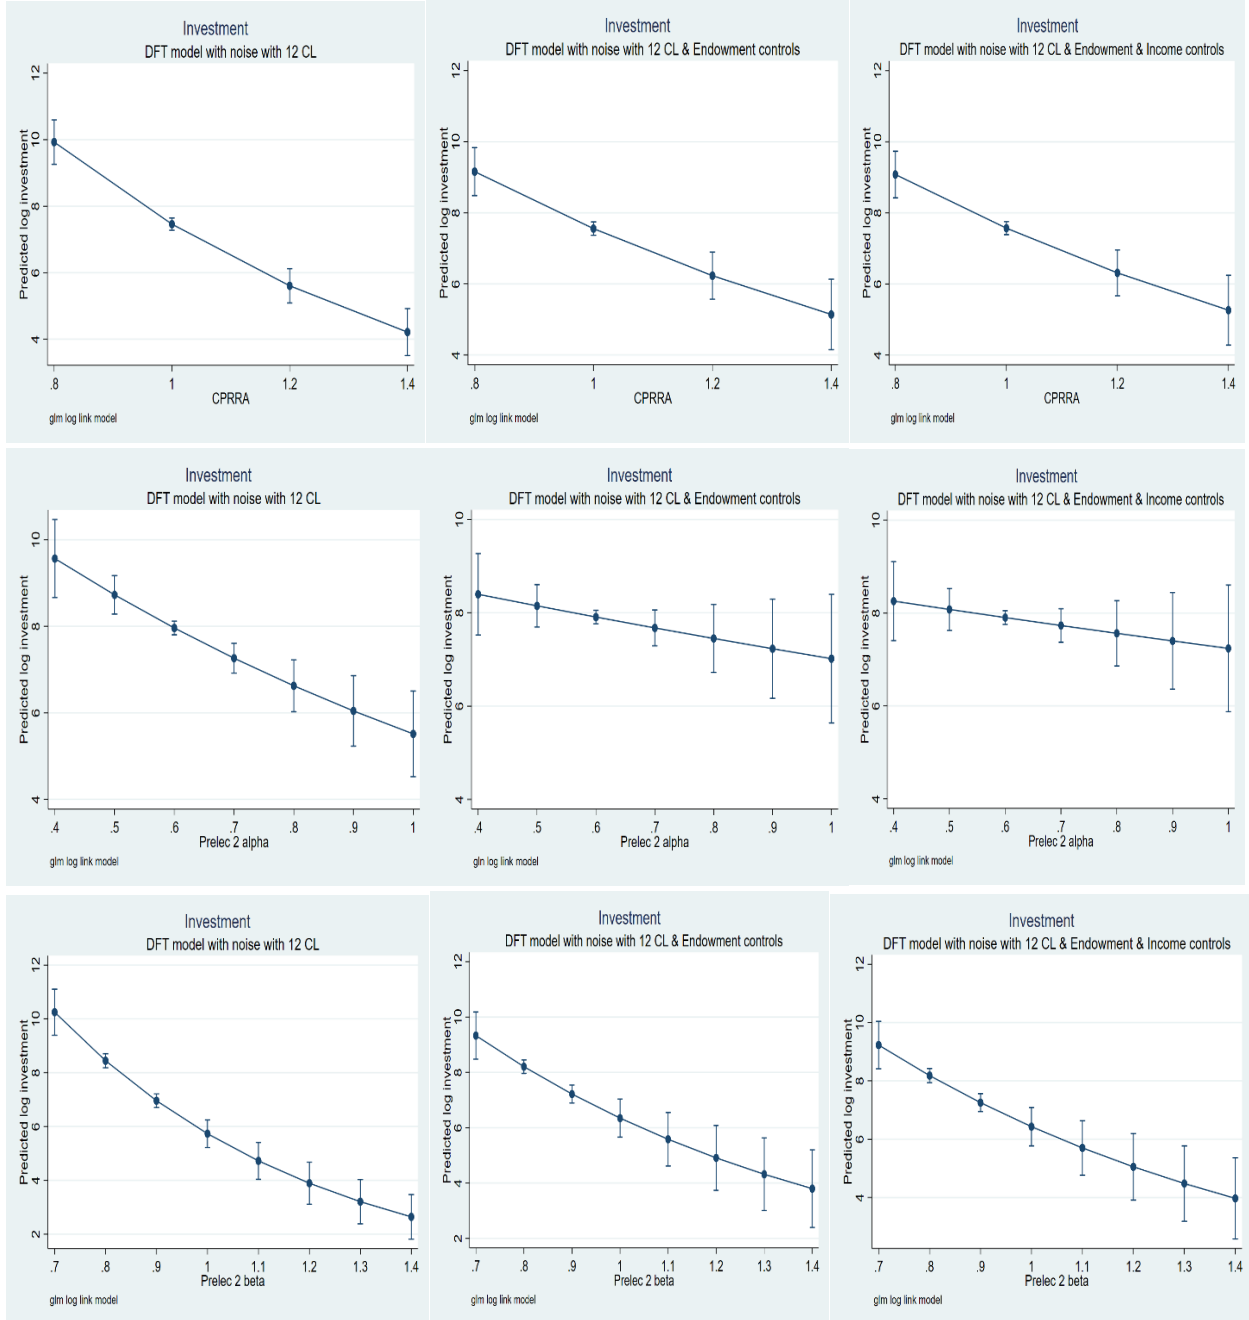 Investment
DFT model with noise with 12 CL
Predicted log investment
12
10
8
6
4
.8 1 1.2 1.4
CPRRA
glm log link model
Investment
DFT model with noise with 12 CL & Endowment controls
Predicted log investment
12
10
8
6
4
.8 1 1.2 1.4
CPRRA
glm log link model
Investment
DFT model with noise with 12 CL & Endowment & Income controls
Predicted log investment
12
10
8
6
4
.8 1 1.2 1.4
CPRRA
glm log link model
Investment
DFT model with noise with 12 CL
Predicted log investment
10
8
6
4
.4 .5 .6 .7 .8 .9 1
Prelec 2 alpha
glm log link model
Investment
DFT model with noise with 12 CL & Endowment controls
Predicted log investment
10
8
6
4
.4 .5 .6 .7 .8 .9 1
Prelec 2 alpha
gln log link model
Investment
DFT model with noise with 12 CL & Endowment & Income controls
Predicted log investment
10
8
6
4
.4 .5 .6 .7 .8 .9 1
Prelec 2 alpha
glm log link model
Investment
DFT model with noise with 12 CL
Predicted log investment
12
10
8
6
4
2
.7 .8 .9 1 1.1 1.2 1.3 1.4
Prelec 2 beta
glm log link model
Investment
DFT model with noise with 12 CL & Endowment controls
Predicted log investment
12
10
8
6
4
2
.7 .8 .9 1 1.1 1.2 1.3 1.4
Prelec 2 beta
glm log link model
Investment
DFT model with noise with 12 CL & Endowment & Income controls
Predicted log investment
12
10
8
6
4
.7 .8 .9 1 1.1 1.2 1.3 1.4
Prelec 2 beta
glm log link model